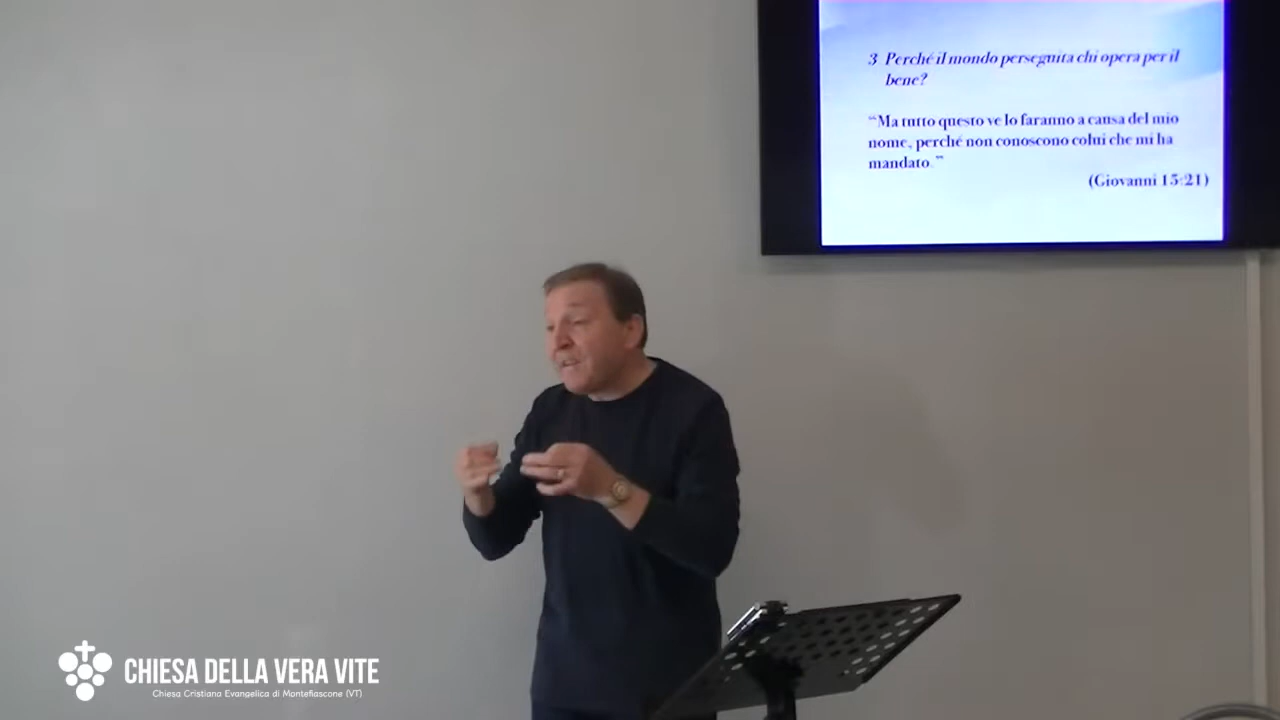 3 Perché il mondo perseguita chi opera per il
bene?
“Ma tutto questo ve lo faranno a causa del mio
nome, perché non conoscono colui che mi ha
mandato.”
(Giovanni 15:21)
CHIESA DELLA VERA VITE
Chiesa Cristiana Evangelica di Montefiascone (VT)